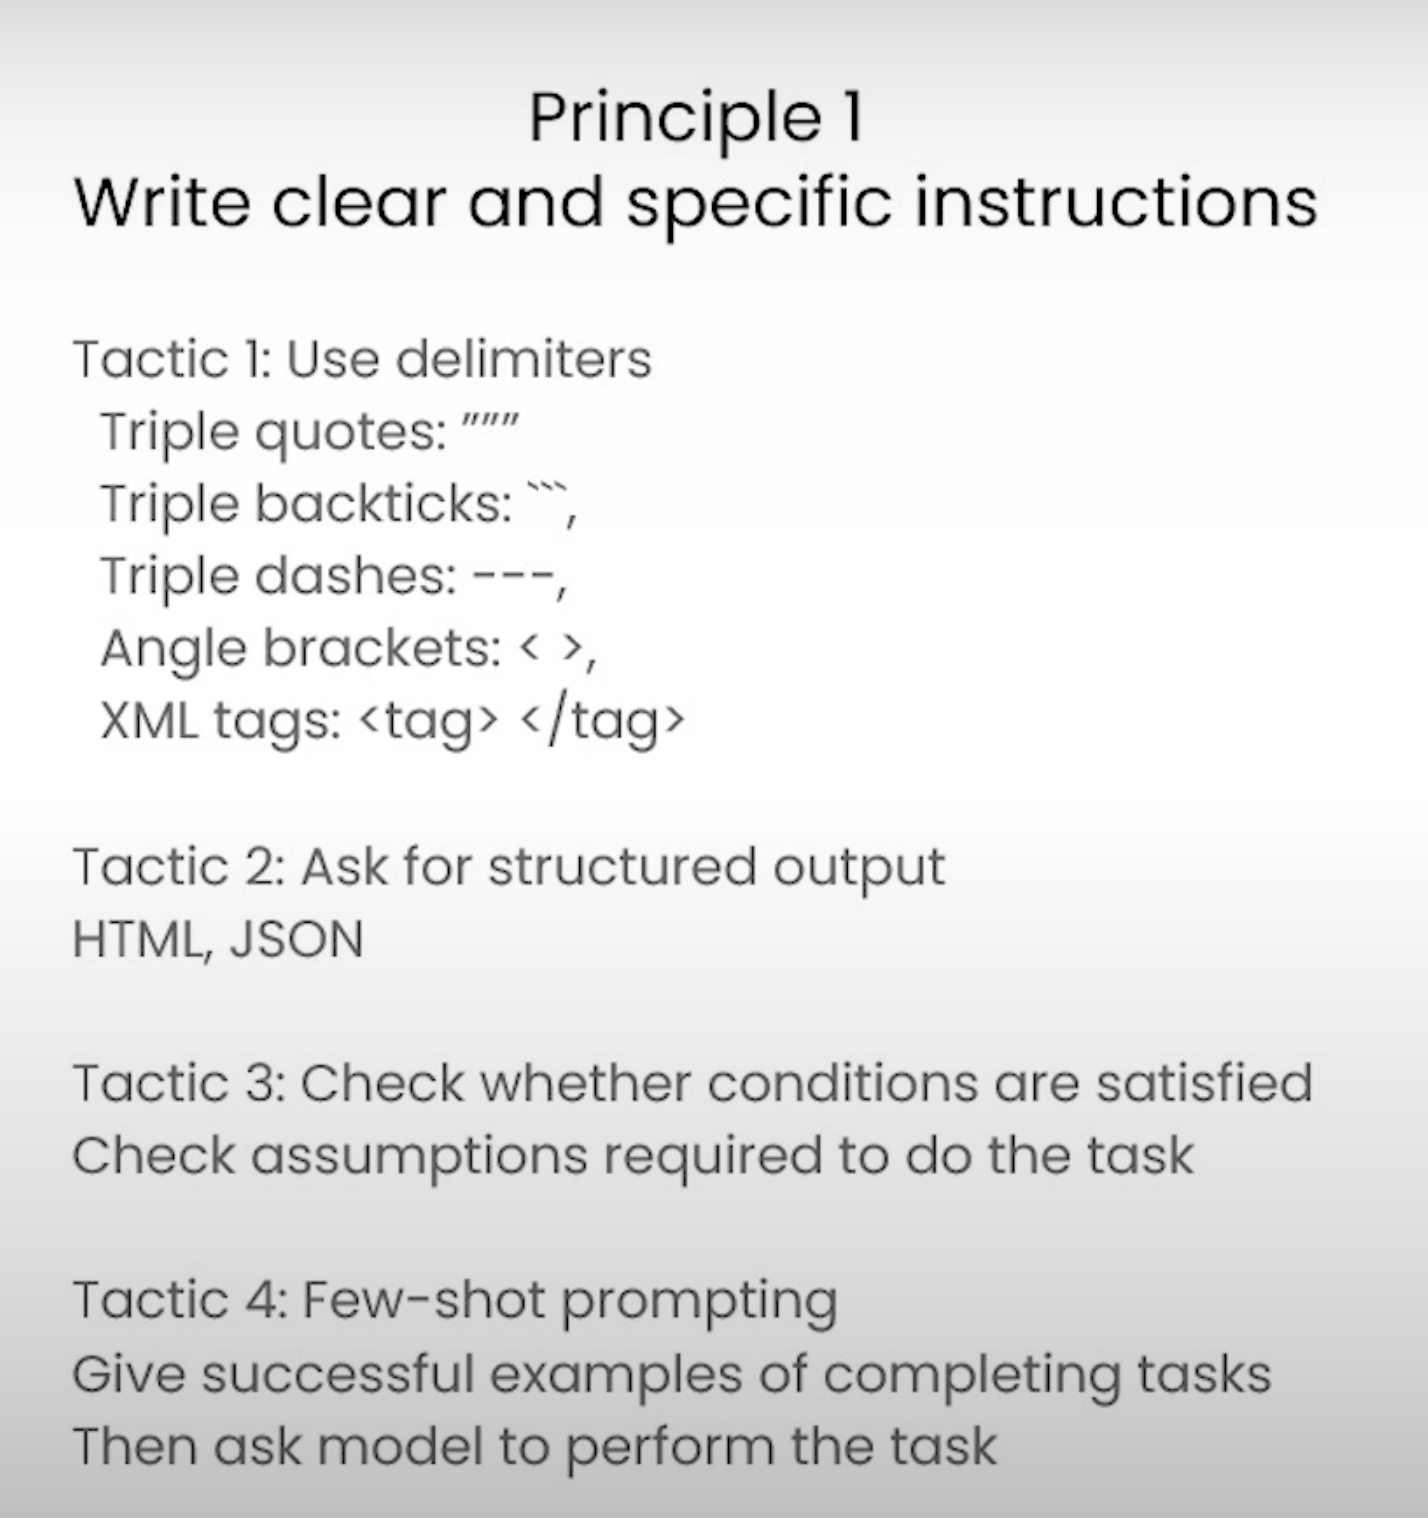 Principle 1
Write clear and specific instructions
Tactic 1: Use delimiters
Triple quotes: """
Triple backticks: ```,
Triple dashes: ---,
Angle brackets: < >,
XML tags: <tag> </tag>
Tactic 2: Ask for structured output
HTML, JSON
Tactic 3: Check whether conditions are satisfied
Check assumptions required to do the task
Tactic 4: Few-shot prompting
Give successful examples of completing tasks
Then ask model to perform the task